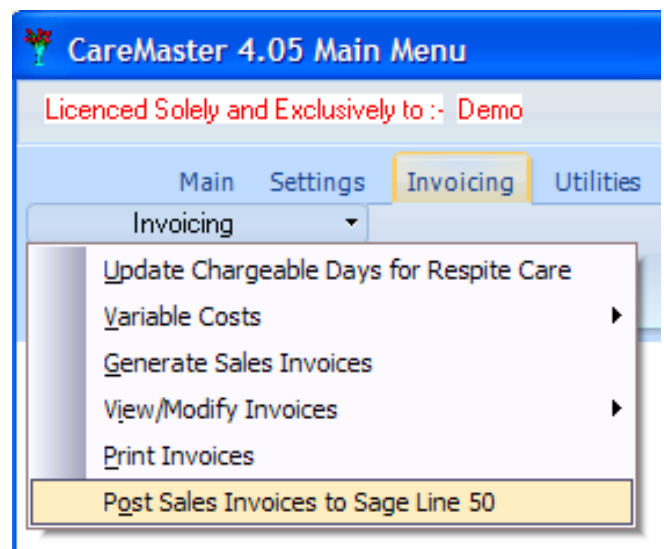 CareMaster 4.05 Main Menu
Licenced Solely and Exclusively to :- Demo
Main Settings Invoicing Utilities
Invoicing
Update Chargeable Days for Respite Care
Variable Costs
Generate Sales Invoices
View/Modify Invoices
Print Invoices
Post Sales Invoices to Sage Line 50